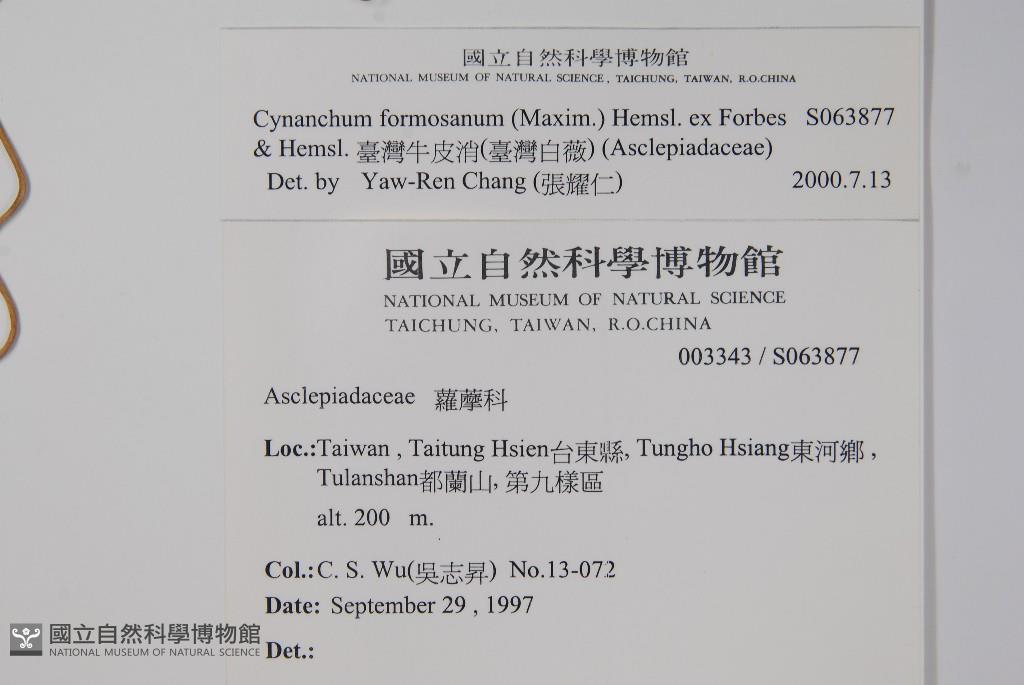 國立自然科學博物館
NATIONAL MUSEUM OF NATURAL SCIENCE, TAICHUNG, TAIWAN, R.O.CHINA
Cynanchum formosanum (Maxim.) Hemsl. ex Forbes S063877
& Hemsl. 臺灣牛皮消(臺灣白薇) (Asclepiadaceae)
Det. by Yaw-Ren Chang (張耀仁) 2000.7.13
國立自然科學博物館
NATIONAL MUSEUM OF NATURAL SCIENCE
TAICHUNG, TAIWAN, R.O.CHINA
003343 / S063877
Asclepiadaceae 蘿藦科
Loc.:Taiwan , Taitung Hsien台東縣, Tungho Hsiang東河鄉 ,
Tulanshan都蘭山, 第九樣區
alt. 200 m.
Col.:C. S. Wu(吳志昇) No.13-072
Date: September 29 , 1997
Det.:
國立自然科學博物館
NATIONAL MUSEUM OF NATURAL SCIENCE